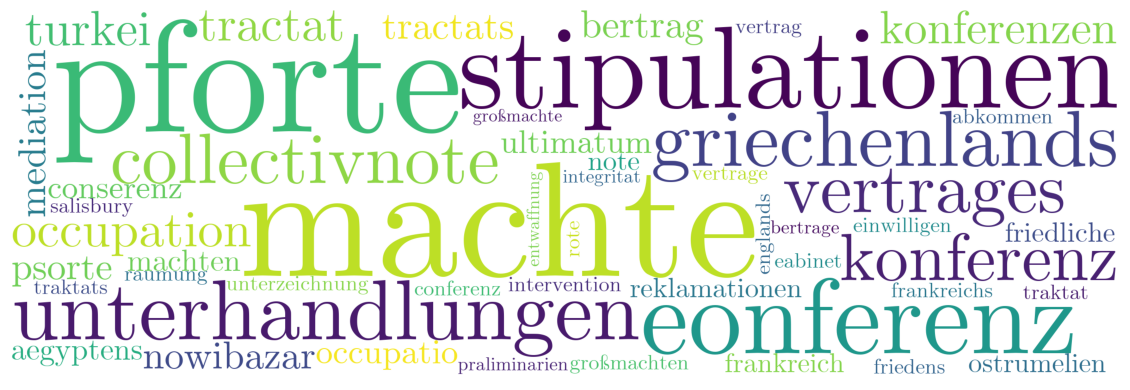 turkei
tractat
tractats
bertrag
vertrag
konferenzen
pforte
stipulationen
großmachte
abkommen
mediation
collectivnote
ultimatum
griechenlands
note
integritat
vertrage
conserenz
salisbury
machte
entwaffnung
rote
englands
vertrages
occupation
bertrage
einwilligen
friedliche
psorte
machten
raumung
eabinet
konferenz
traktats
unterzeichnung
conferenz
intervention
reklamationen
frankreichs
traktat
unterhandlungen
eonferenz
aegyptens
nowibazar
occupatio
praliminarien
großmachten
frankreich
friedens
ostrumelien